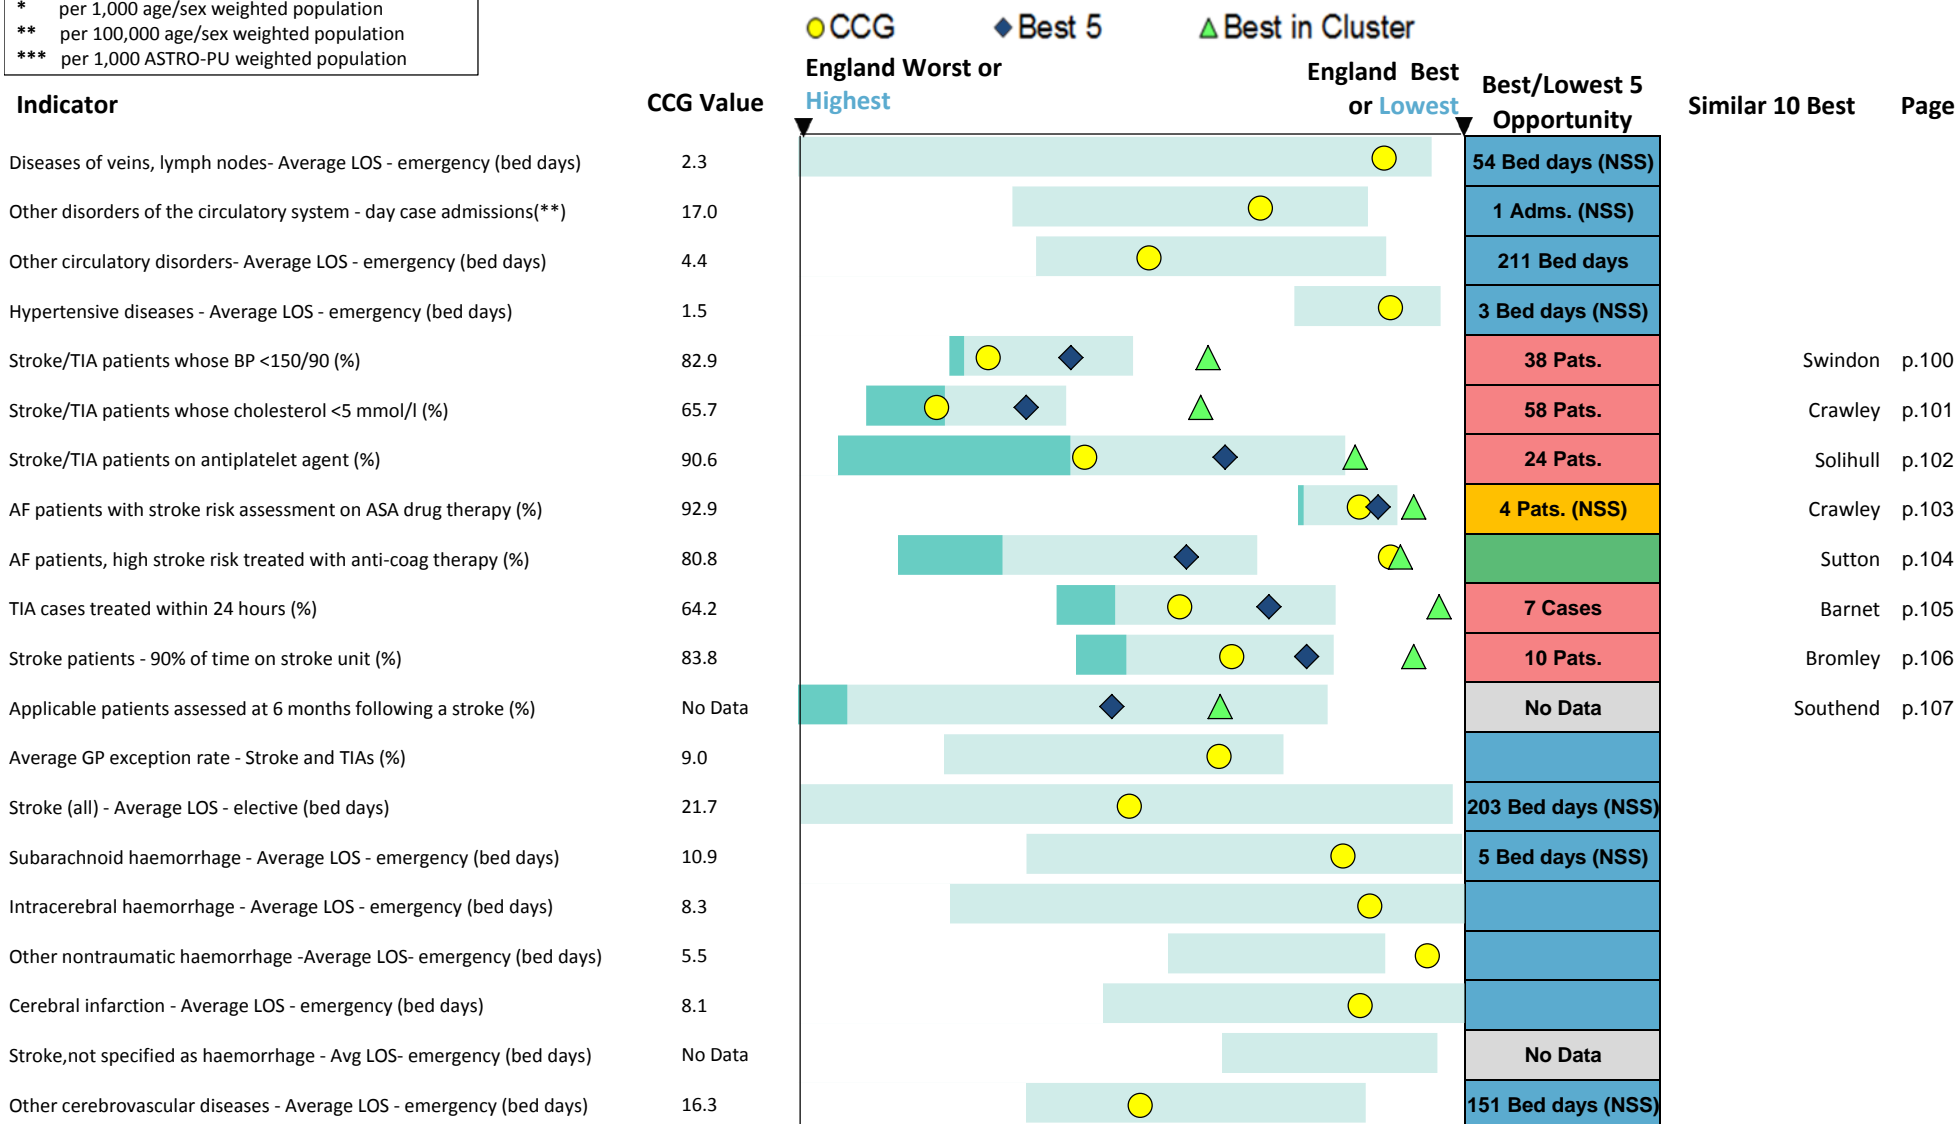 * per 1,000 age/sex weighted population
** per 100,000 age/sex weighted population
*** per 1,000 ASTRO-PU weighted population
CCG Best 5 Best in Cluster
England Worst or Highest
England Best or Lowest
Indicator CCG Value Best/Lowest 5 Opportunity Similar 10 Best Page
Diseases of veins, lymph nodes- Average LOS - emergency (bed days) 2.3 54 Bed days (NSS)
Other disorders of the circulatory system - day case admissions(**) 17.0 1 Adms. (NSS)
Other circulatory disorders- Average LOS - emergency (bed days) 4.4 211 Bed days
Hypertensive diseases - Average LOS - emergency (bed days) 1.5 3 Bed days (NSS)
Stroke/TIA patients whose BP <150/90 (%) 82.9 38 Pats. Swindon p.100
Stroke/TIA patients whose cholesterol <5 mmol/l (%) 65.7 58 Pats. Crawley p.101
Stroke/TIA patients on antiplatelet agent (%) 90.6 24 Pats. Solihull p.102
AF patients with stroke risk assessment on ASA drug therapy (%) 92.9 4 Pats. (NSS) Crawley p.103
AF patients, high stroke risk treated with anti-coag therapy (%) 80.8 Sutton p.104
TIA cases treated within 24 hours (%) 64.2 7 Cases Barnet p.105
Stroke patients - 90% of time on stroke unit (%) 83.8 10 Pats. Bromley p.106
Applicable patients assessed at 6 months following a stroke (%) No Data No Data Southend p.107
Average GP exception rate - Stroke and TIAs (%) 9.0
Stroke (all) - Average LOS - elective (bed days) 21.7 203 Bed days (NSS)
Subarachnoid haemorrhage - Average LOS - emergency (bed days) 10.9 5 Bed days (NSS)
Intracerebral haemorrhage - Average LOS - emergency (bed days) 8.3
Other nontraumatic haemorrhage -Average LOS- emergency (bed days) 5.5
Cerebral infarction - Average LOS - emergency (bed days) 8.1
Stroke,not specified as haemorrhage - Avg LOS- emergency (bed days) No Data No Data
Other cerebrovascular diseases - Average LOS - emergency (bed days) 16.3 151 Bed days (NSS)